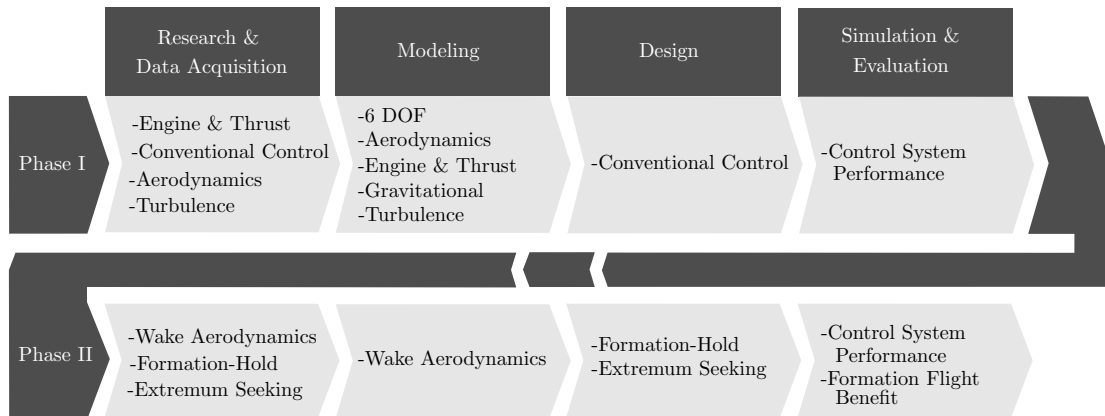 Research &
Data Acquisition
Modeling
Design
Simulation &
Evaluation
Phase I
-Engine & Thrust
-Conventional Control
-Aerodynamics
-Turbulence
-6 DOF
-Aerodynamics
-Engine & Thrust
-Gravitational
-Turbulence
-Conventional Control
-Control System
Performance
Phase II
-Wake Aerodynamics
-Formation-Hold
-Extremum Seeking
-Wake Aerodynamics
-Formation-Hold
-Extremum Seeking
-Control System
Performance
-Formation Flight
Benefit